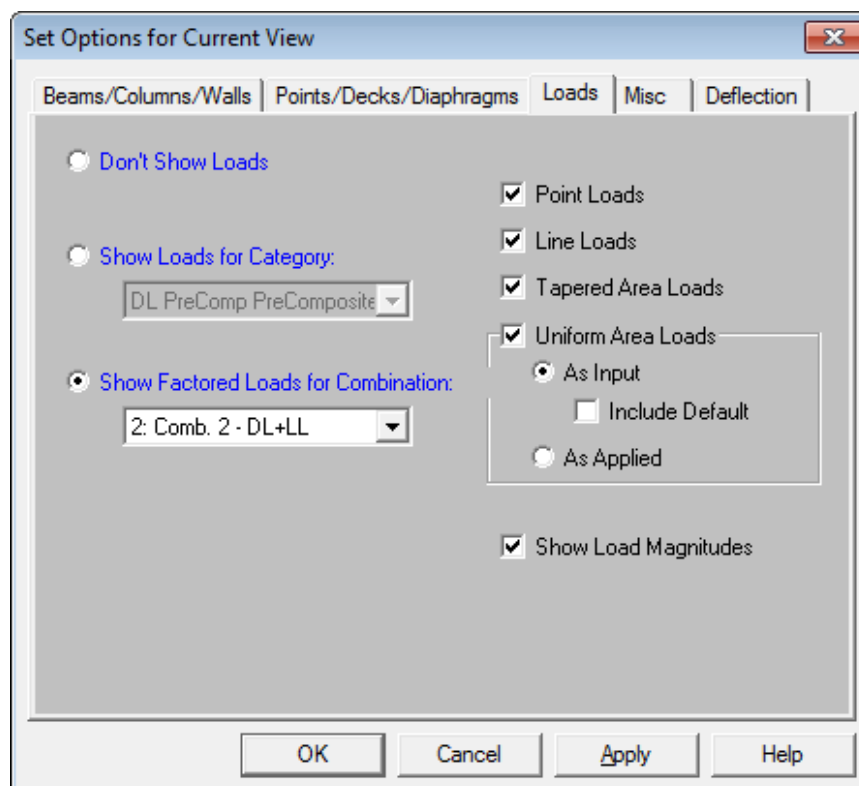 Set Options for Current View
Beams/Columns/Walls
Points/Decks/Diaphragms
Loads
Misc
Deflection
Don't Show Loads
Show Loads for Category:
DL PreComp PreComposite
Show Factored Loads for Combination:
2: Comb. 2 - DL+LL
Point Loads
Line Loads
Tapered Area Loads
Uniform Area Loads
As Input
Include Default
As Applied
Show Load Magnitudes
OK
Cancel
Apply
Help